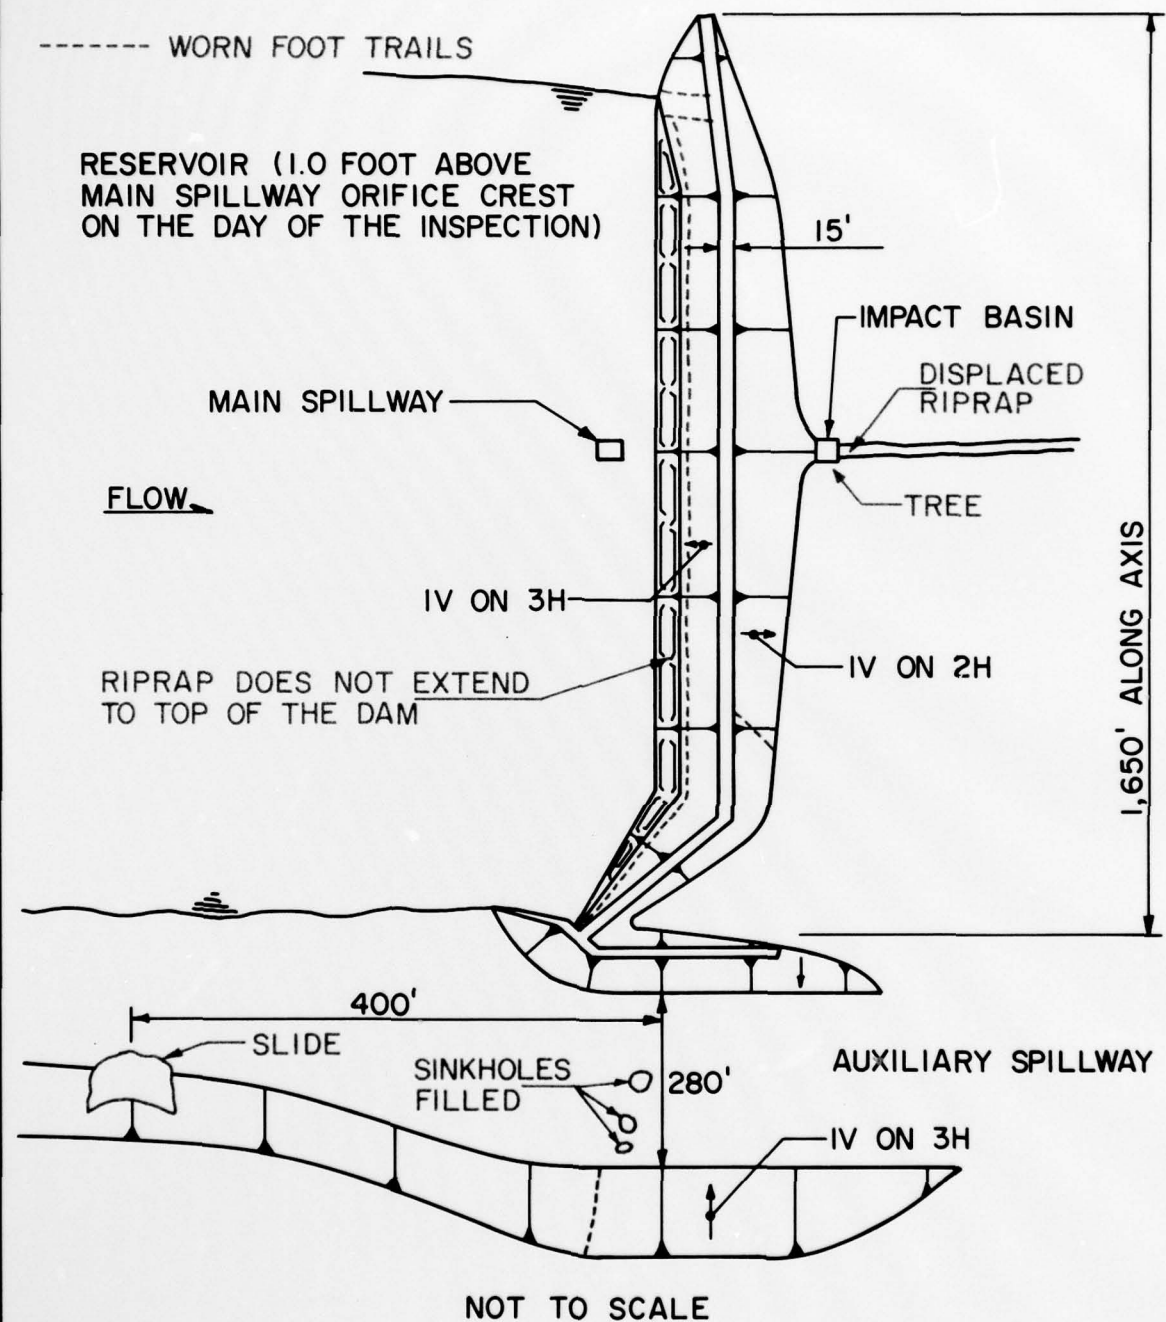 ------- WORN FOOT TRAILS
RESERVOIR (1.0 FOOT ABOVE
MAIN SPILLWAY ORIFICE CREST
ON THE DAY OF THE INSPECTION)
15'
IMPACT BASIN
DISPLACED
RIPRAP
MAIN SPILLWAY
FLOW
TREE
1V ON 3H
1V ON 2H
RIPRAP DOES NOT EXTEND
TO TOP OF THE DAM
1,650' ALONG AXIS
400'
SLIDE
SINKHOLES
FILLED
280'
AUXILIARY SPILLWAY
1V ON 3H
NOT TO SCALE